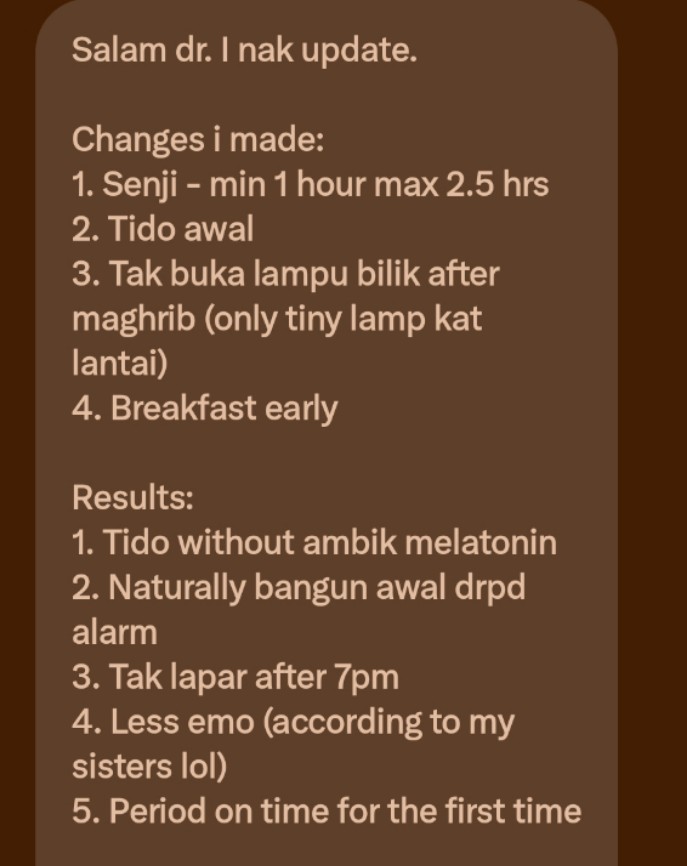 Salam dr. I nak update.
Changes i made:
1. Senji - min 1 hour max 2.5 hrs
2. Tido awal
3. Tak buka lampu bilik after
maghrib (only tiny lamp kat
lantai)
4. Breakfast early
Results:
1. Tido without ambik melatonin
2. Naturally bangun awal drpd
alarm
3. Tak lapar after 7pm
4. Less emo (according to my
sisters lol)
5. Period on time for the first time